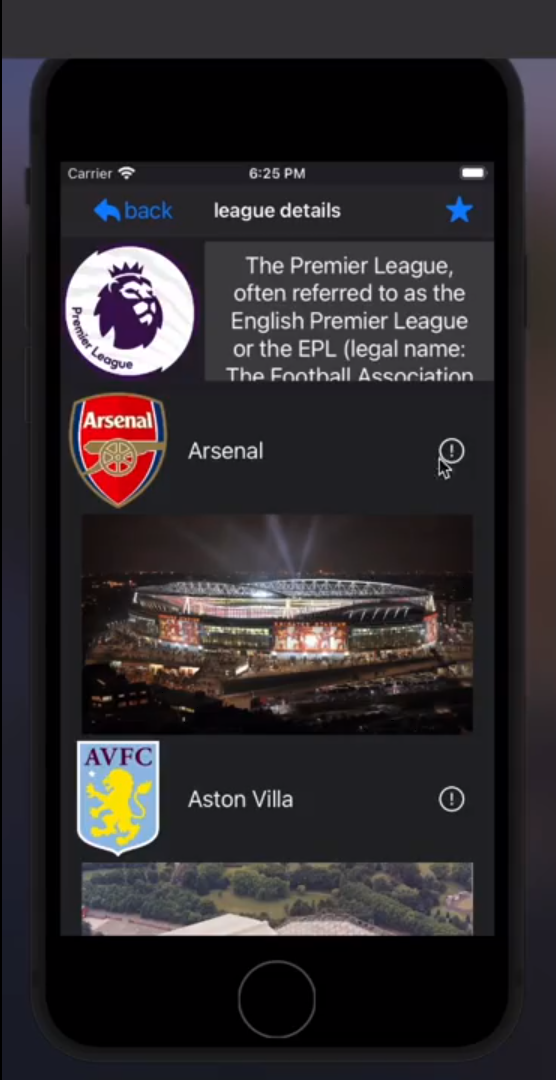 Carrier 6:25 PM
back league details
The Premier League,
often referred to as the
English Premier League
or the EPL (legal name:
The Football Association
Premier League
Arsenal
Arsenal
AVFC
Aston Villa